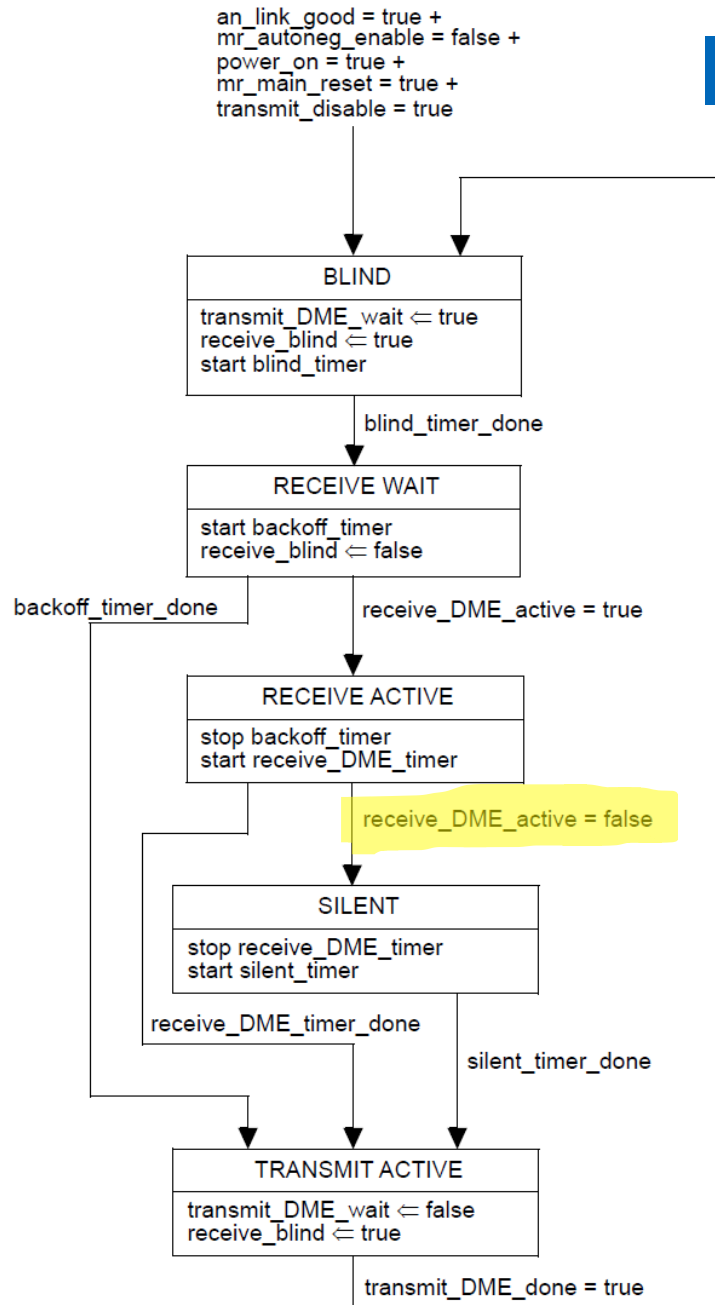 an_link_good = true +
mr_autoneg_enable = false +
power_on = true +
mr_main_reset = true +
transmit_disable = true
BLIND
transmit_DME_wait ⇐ true
receive_blind ⇐ true
start blind_timer
blind_timer_done
RECEIVE WAIT
start backoff_timer
receive_blind ⇐ false
backoff_timer_done
receive_DME_active = true
RECEIVE ACTIVE
stop backoff_timer
start receive_DME_timer
receive_DME_active = false
SILENT
stop receive_DME_timer
start silent_timer
receive_DME_timer_done
silent_timer_done
TRANSMIT ACTIVE
transmit_DME_wait ⇐ false
receive_blind ⇐ true
transmit_DME_done = true